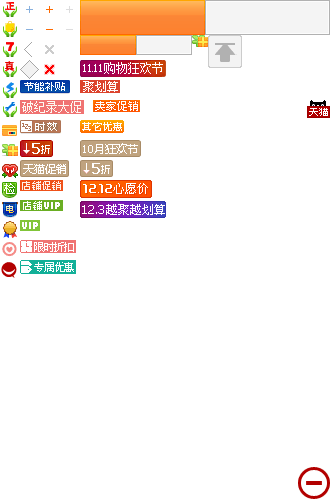 正
7
真
11.11购物狂欢节
节能补贴
聚划算
破纪录大促
卖家促销
天猫
时效
其它优惠
↓5折
10月狂欢节
天猫促销
↓5折
检
店铺促销
12.12心愿价
电
店铺VIP
12.3越聚越划算
VIP
限时折扣
专属优惠